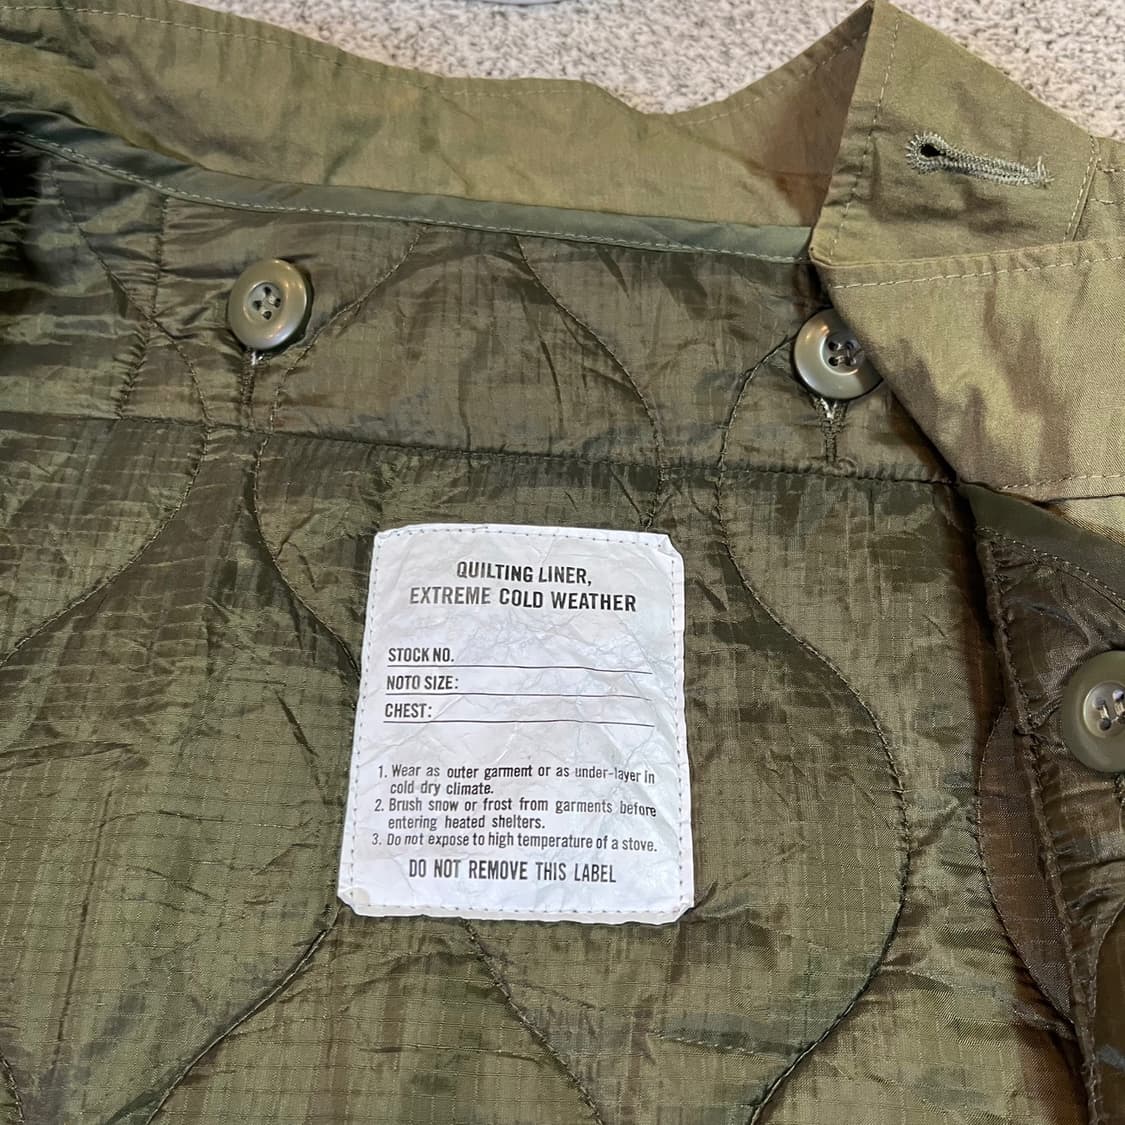 QUILTING LINER,
EXTREME COLD WEATHER
STOCK NO.
NOTO SIZE:
CHEST:
1. Wear as outer garment or as under-layer in
cold dry climate.
2. Brush snow or frost from garments before
entering heated shelters.
3. Do not expose to high temperature of a stove.
DO NOT REMOVE THIS LABEL